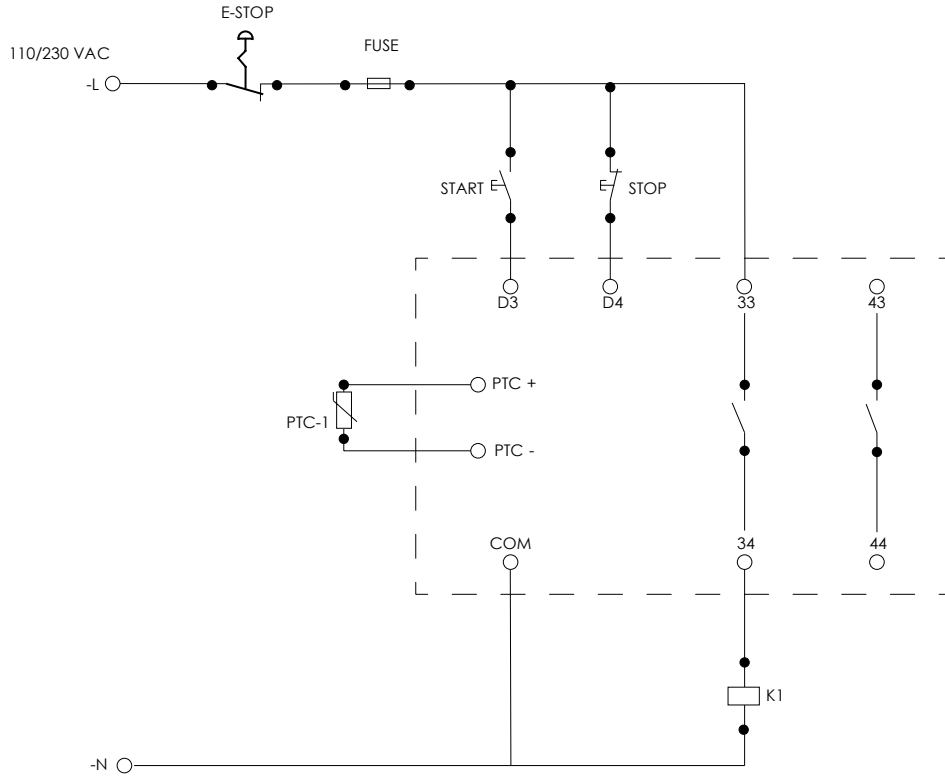 E-STOP
FUSE
110/230 VAC
-L
START
STOP
D3
D4
33
43
PTC +
PTC-1
PTC -
COM
34
44
K1
-N